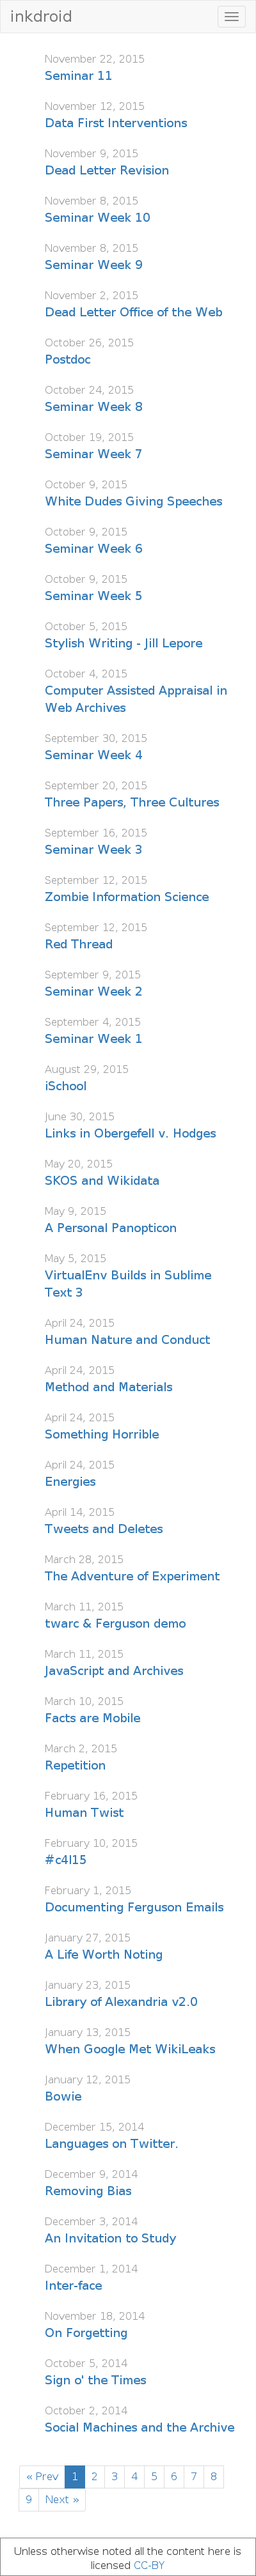 inkdroid
November 22, 2015
Seminar 11
November 12, 2015
Data First Interventions
November 9, 2015
Dead Letter Revision
November 8, 2015
Seminar Week 10
November 8, 2015
Seminar Week 9
November 2, 2015
Dead Letter Office of the Web
October 26, 2015
Postdoc
October 24, 2015
Seminar Week 8
October 19, 2015
Seminar Week 7
October 9, 2015
White Dudes Giving Speeches
October 9, 2015
Seminar Week 6
October 9, 2015
Seminar Week 5
October 5, 2015
Stylish Writing - Jill Lepore
October 4, 2015
Computer Assisted Appraisal in
Web Archives
September 30, 2015
Seminar Week 4
September 20, 2015
Three Papers, Three Cultures
September 16, 2015
Seminar Week 3
September 12, 2015
Zombie Information Science
September 12, 2015
Red Thread
September 9, 2015
Seminar Week 2
September 4, 2015
Seminar Week 1
August 29, 2015
iSchool
June 30, 2015
Links in Obergefell v. Hodges
May 20, 2015
SKOS and Wikidata
May 9, 2015
A Personal Panopticon
May 5, 2015
VirtualEnv Builds in Sublime
Text 3
April 24, 2015
Human Nature and Conduct
April 24, 2015
Method and Materials
April 24, 2015
Something Horrible
April 24, 2015
Energies
April 14, 2015
Tweets and Deletes
March 28, 2015
The Adventure of Experiment
March 11, 2015
twarc & Ferguson demo
March 11, 2015
JavaScript and Archives
March 10, 2015
Facts are Mobile
March 2, 2015
Repetition
February 16, 2015
Human Twist
February 10, 2015
#c4l15
February 1, 2015
Documenting Ferguson Emails
January 27, 2015
A Life Worth Noting
January 23, 2015
Library of Alexandria v2.0
January 13, 2015
When Google Met WikiLeaks
January 12, 2015
Bowie
December 15, 2014
Languages on Twitter.
December 9, 2014
Removing Bias
December 3, 2014
An Invitation to Study
December 1, 2014
Inter-face
November 18, 2014
On Forgetting
October 5, 2014
Sign o' the Times
October 2, 2014
Social Machines and the Archive
« Prev 1 2 3 4 5 6 7 8
9 Next »
Unless otherwise noted all the content here is
licensed CC-BY